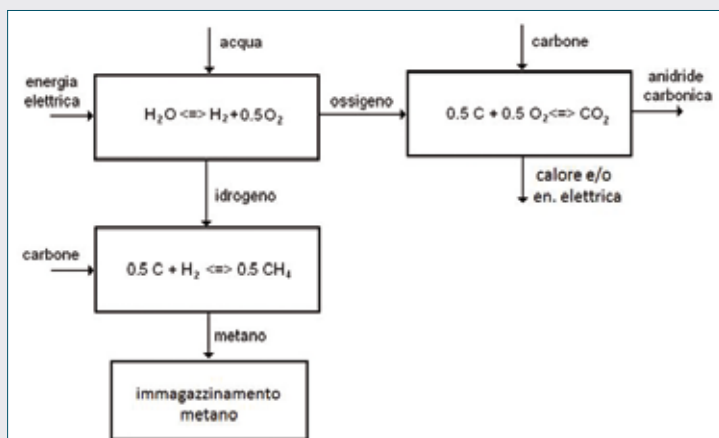 acqua
energia
elettrica
H₂O <=> H₂+0.5O₂
ossigeno
carbone
0.5 C + 0.5 O₂<=> CO₂
anidride
carbonica
calore e/o
en. elettrica
idrogeno
carbone
0.5 C + H₂ <=> 0.5 CH₄
metano
immagazzinamento
metano